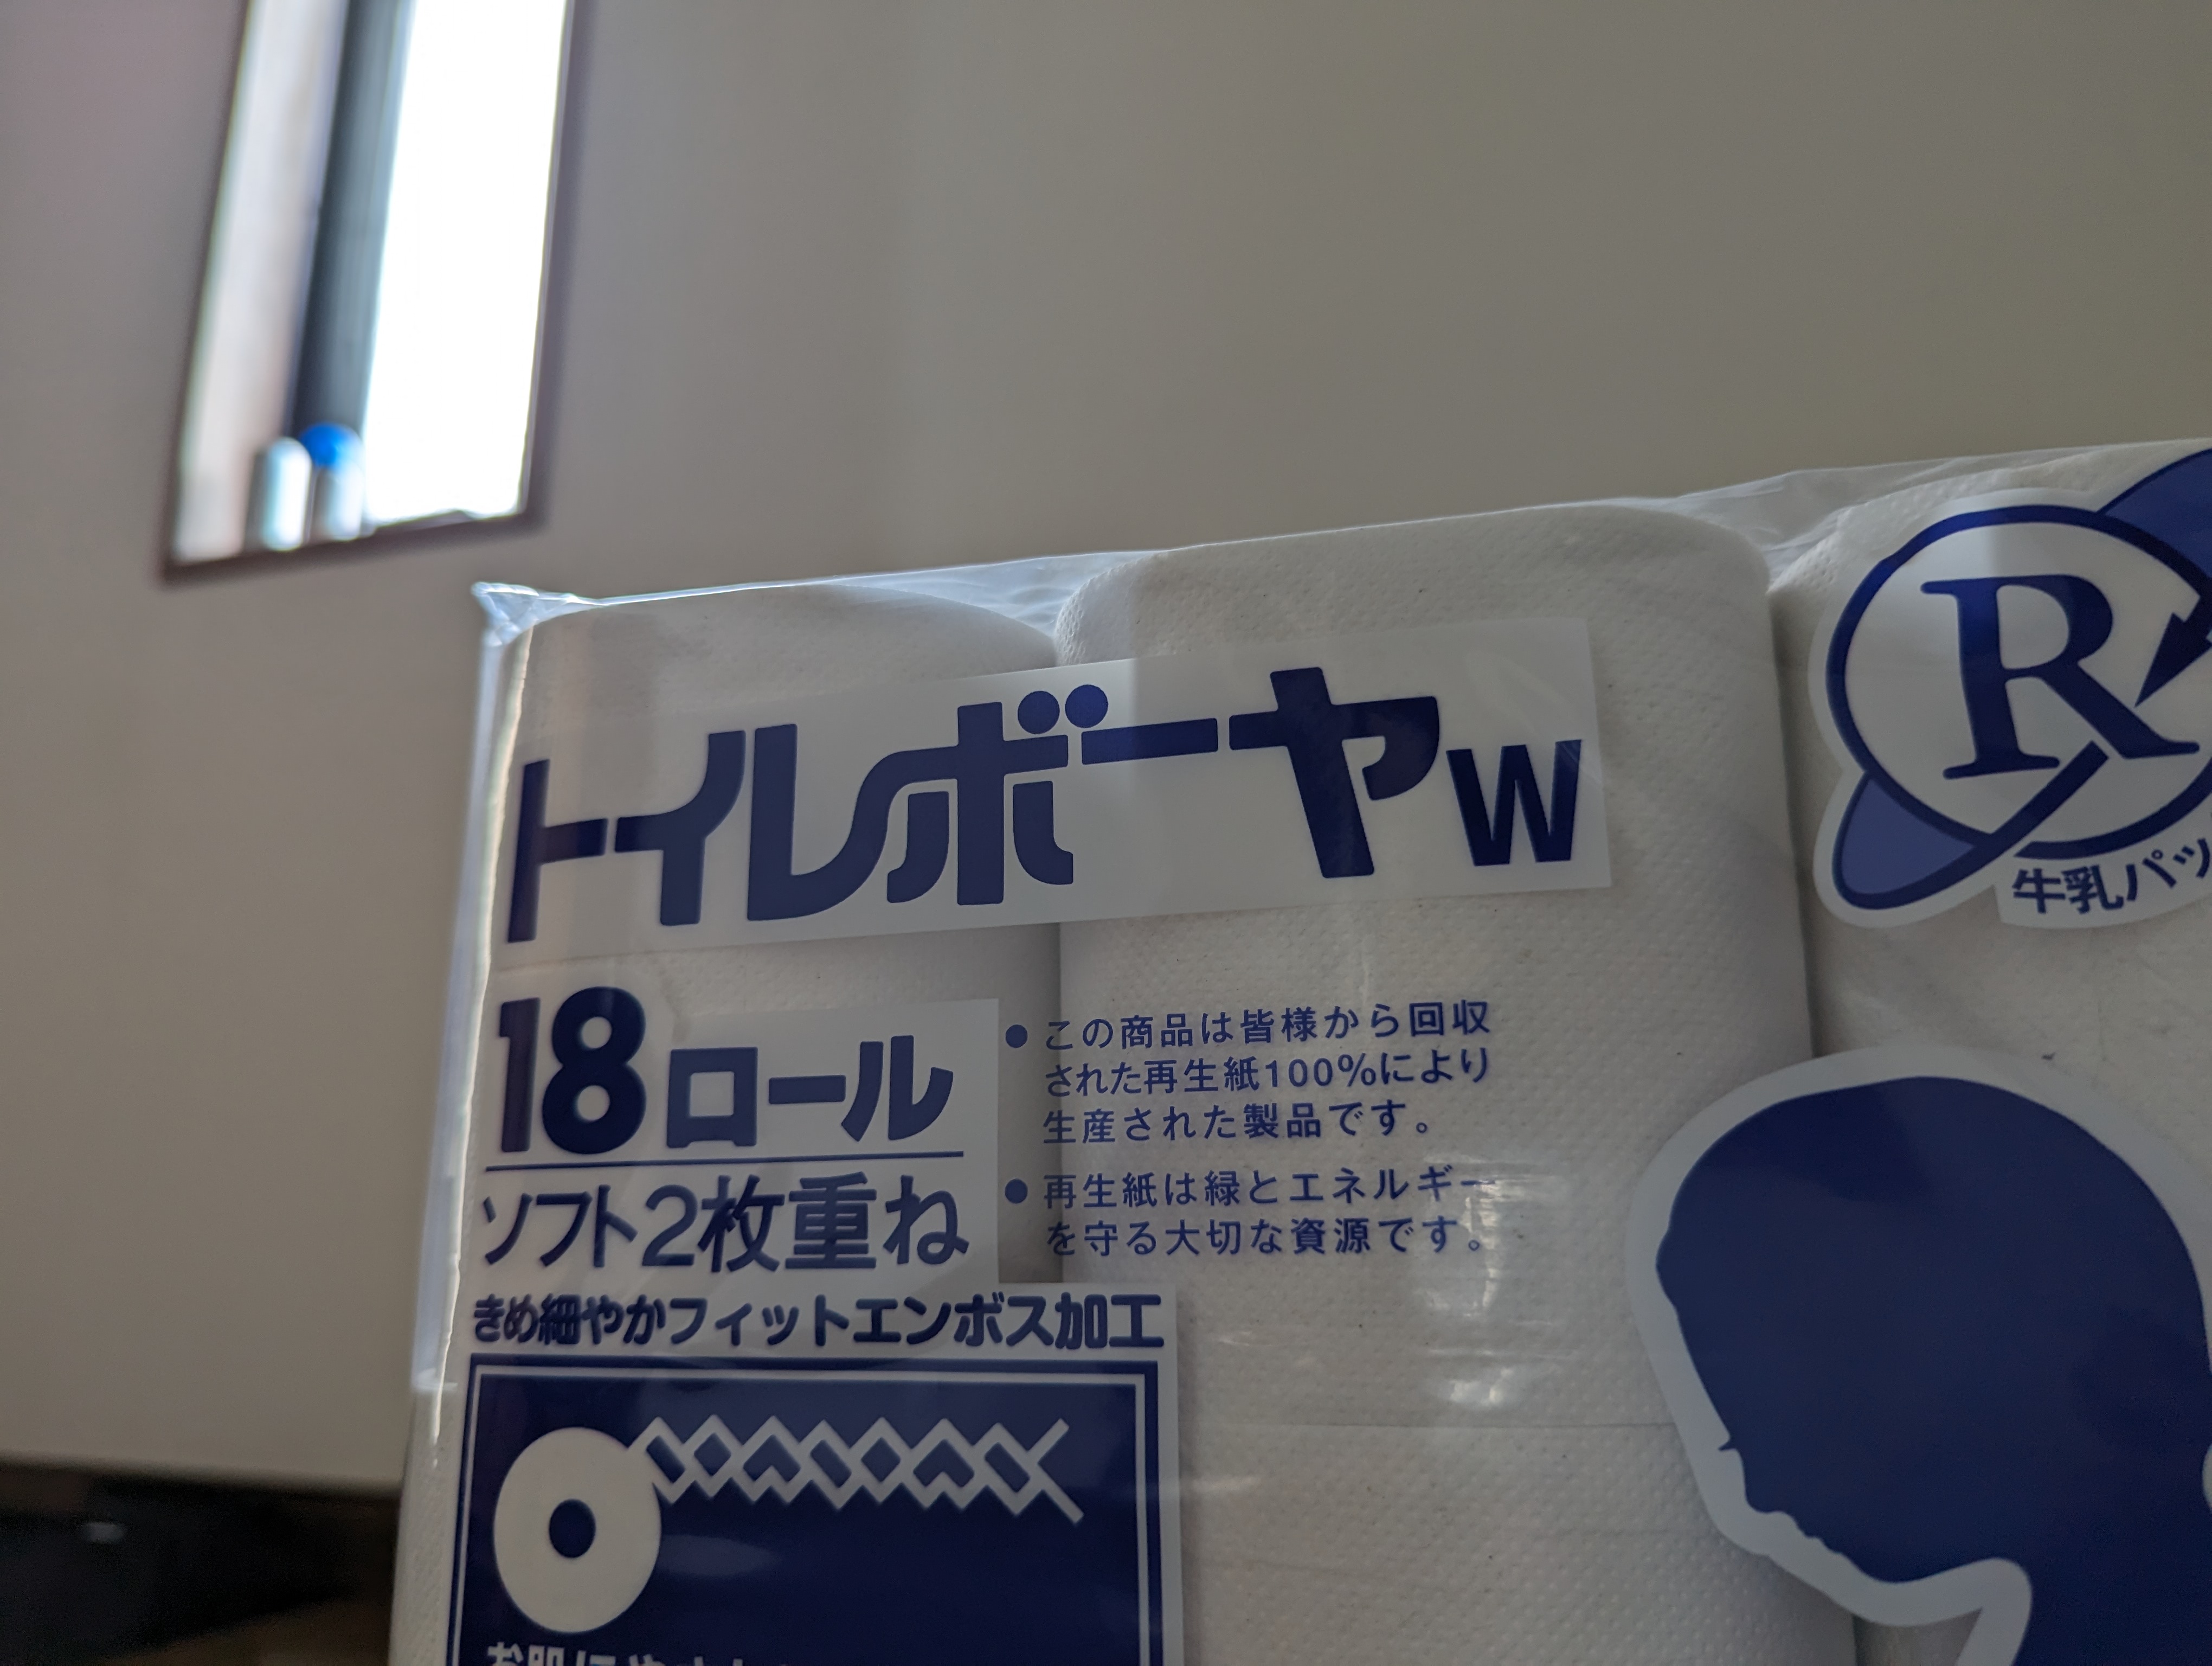 トイレボーヤW
R
牛乳パッ
18ロール
ソフト2枚重ね
●この商品は皆様から回収
された再生紙100%により
生産された製品です。
●再生紙は緑とエネルギー
を守る大切な資源です。
きめ細やかフィットエンボス加工